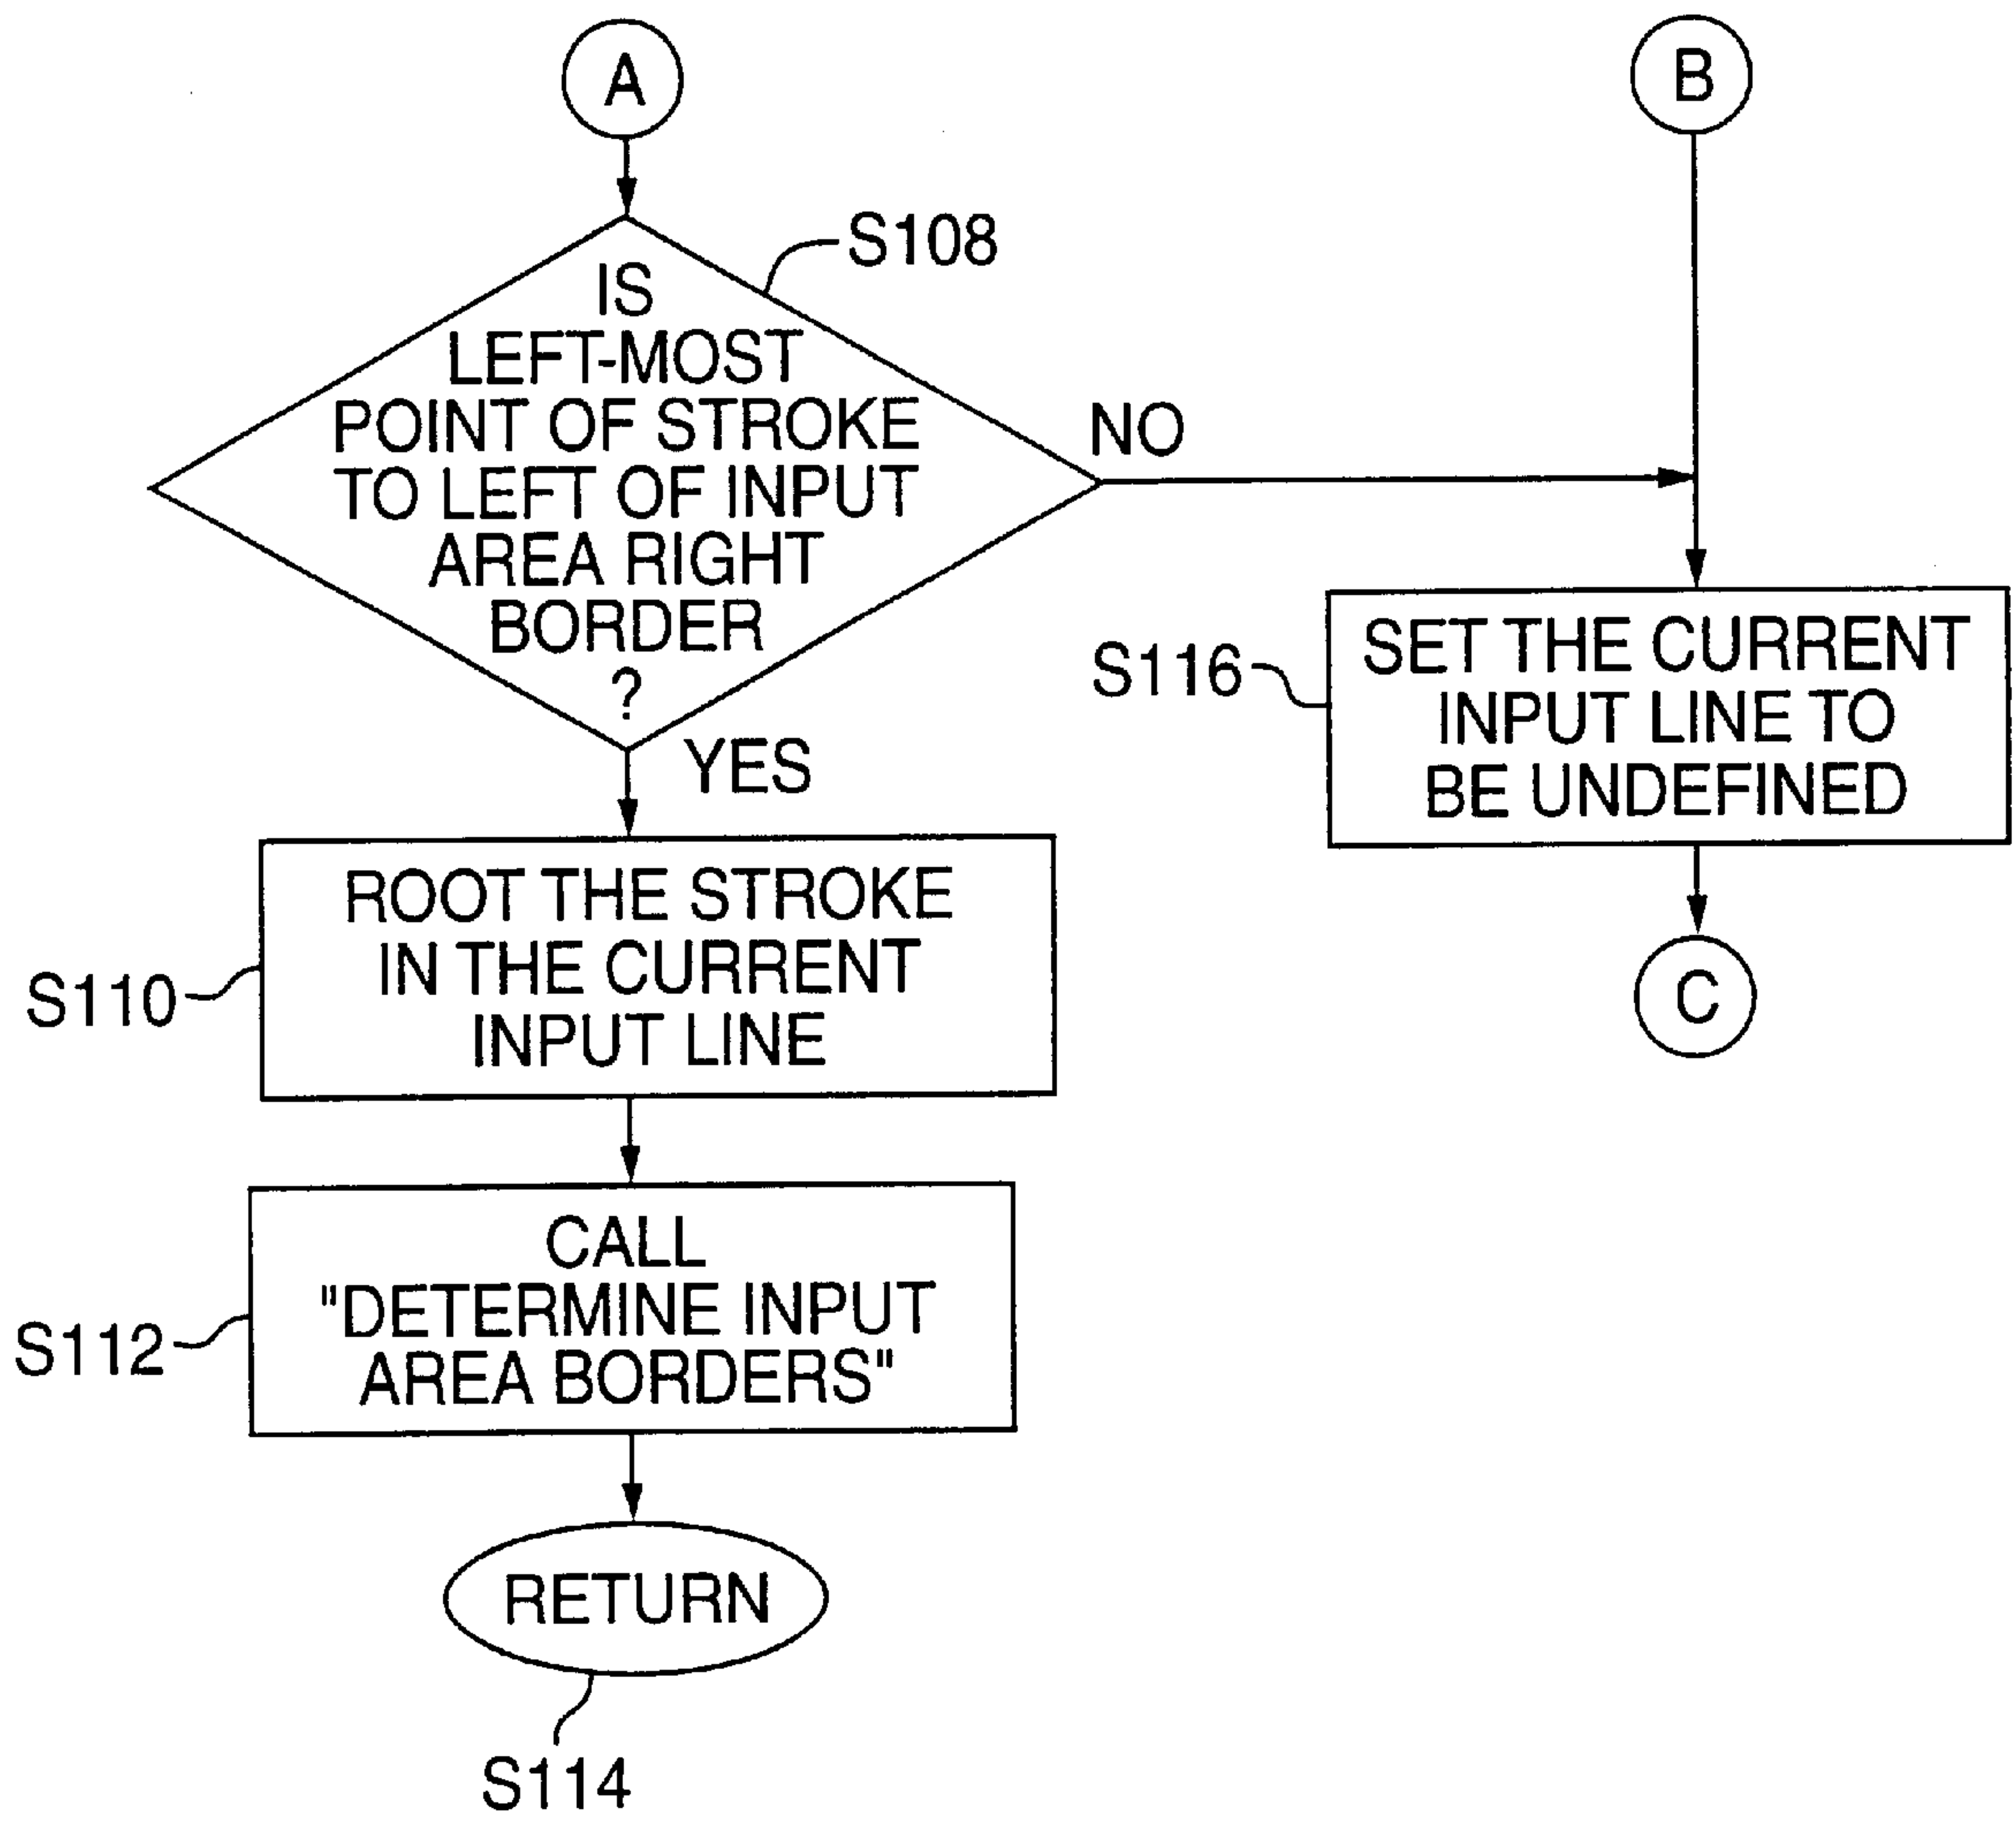 A
B
S108
IS
LEFT-MOST
POINT OF STROKE
TO LEFT OF INPUT
AREA RIGHT
BORDER
?
NO
YES
S116
SET THE CURRENT
INPUT LINE TO
BE UNDEFINED
C
S110
ROOT THE STROKE
IN THE CURRENT
INPUT LINE
S112
CALL
"DETERMINE INPUT
AREA BORDERS"
RETURN
S114